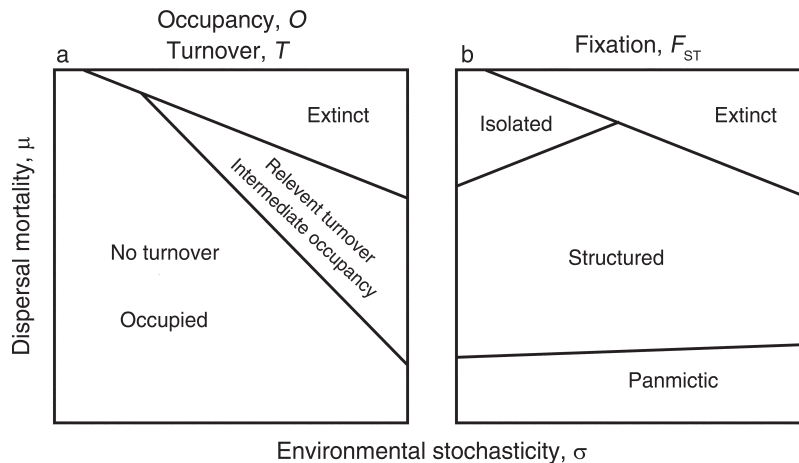 Occupancy, O
Turnover, T
a
Extinct
Relevent turnover
Intermediate occupancy
No turnover
Occupied
Dispersal mortality, μ
b
Fixation, FST
Isolated
Extinct
Structured
Panmictic
Environmental stochasticity, σ